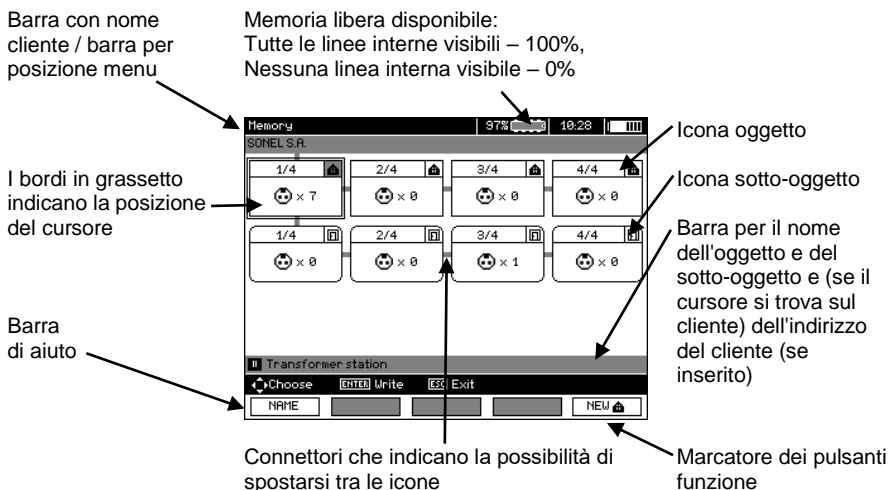 Barra con nome
cliente / barra per
posizione menu
Memoria libera disponibile:
Tutte le linee interne visibili – 100%,
Nessuna linea interna visibile – 0%
Memory 97% 10:28
SONEL S.A.
1/4 2/4 3/4 4/4
× 7 × 0 × 0 × 0
1/4 2/4 3/4 4/4
× 0 × 0 × 1 × 0
Transformer station
Choose ENTER Write ESC Exit
NAME NEW
Icona oggetto
Icona sotto-oggetto
I bordi in grassetto
indicano la posizione
del cursore
Barra per il nome
dell'oggetto e del
sotto-oggetto e (se il
cursore si trova sul
cliente) dell'indirizzo
del cliente (se
inserito)
Barra
di aiuto
Connettori che indicano la possibilità di
spostarsi tra le icone
Marcatore dei pulsanti
funzione